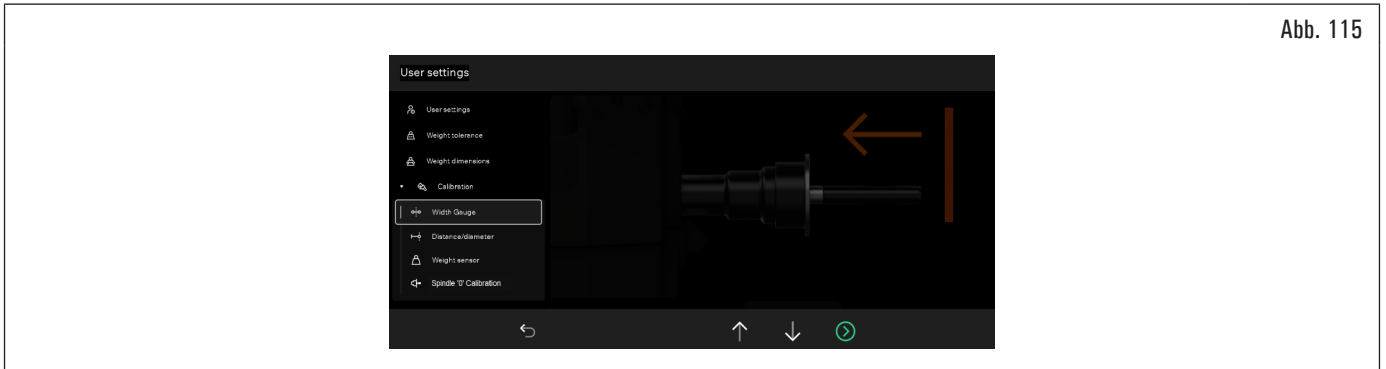 Abb. 115
User settings
User settings
Weight tolerance
Weight dimensions
Calibration
Width Gauge
Distance/diameter
Weight sensor
Spindle '0' Calibration